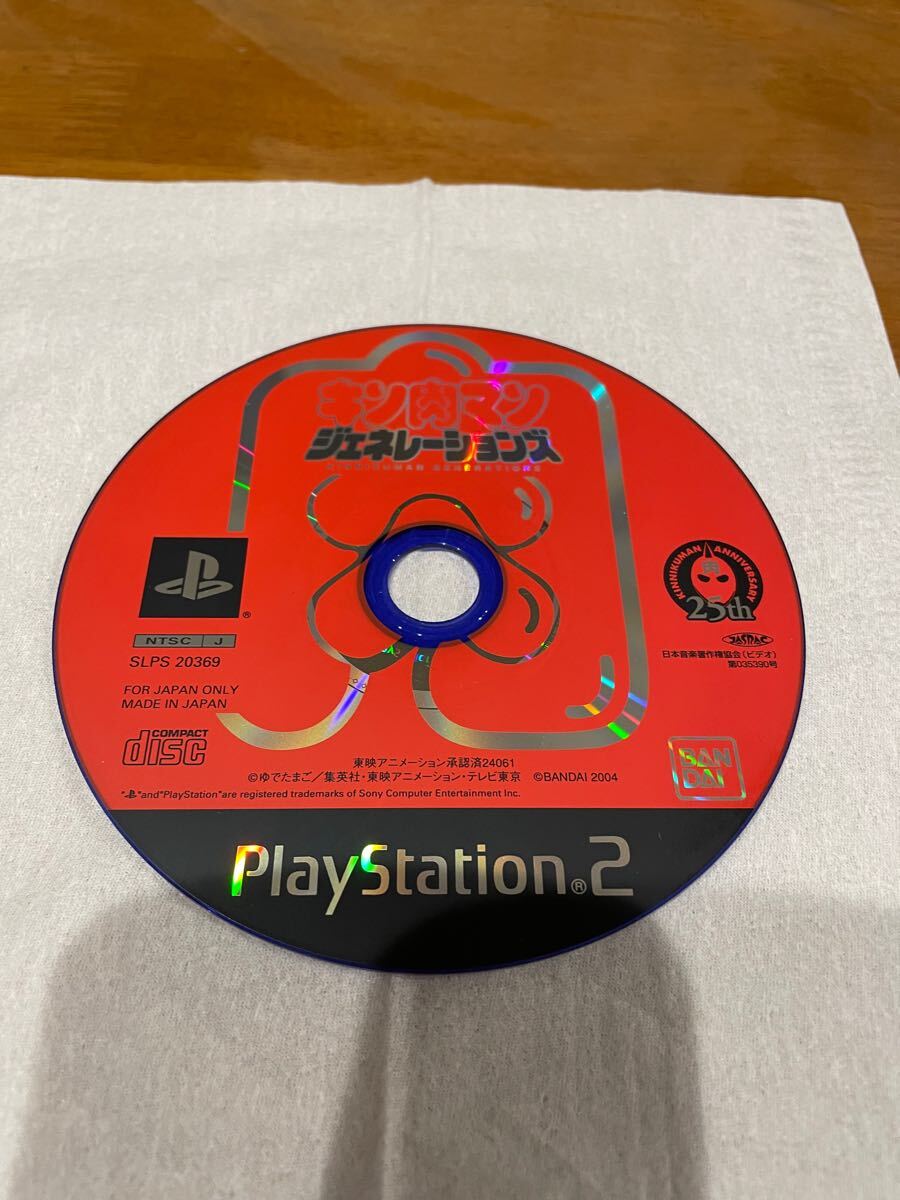 キン肉マン
ジェネレーションズ
KINNIKUMAN GENERATIONS
KINNIKUMAN ANNIVERSARY
25th
NTSC J
SLPS 20369
JASRAC
日本音楽著作権協会(ビデオ)
第035390号
FOR JAPAN ONLY
MADE IN JAPAN
COMPACT
disc
BAN
DAI
東映アニメーション承認済24061
©ゆでたまご／集英社・東映アニメーション・テレビ東京 ©BANDAI 2004
" "and"PlayStation"are registered trademarks of Sony Computer Entertainment Inc.
PlayStation®2